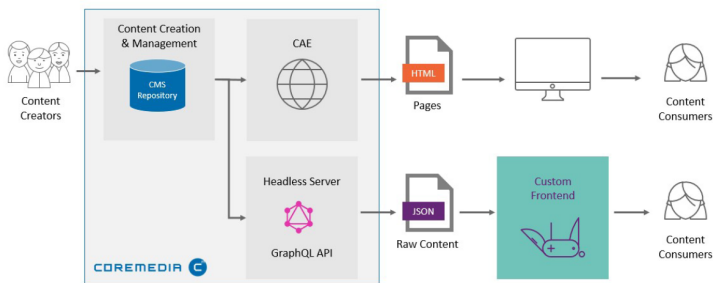 Content Creation
& Management
CMS
Repository
Content
Creators
CAE
HTML
Pages
Content
Consumers
Headless Server
GraphQL API
JSON
Raw Content
Custom
Frontend
Content
Consumers
COREMEDIA C